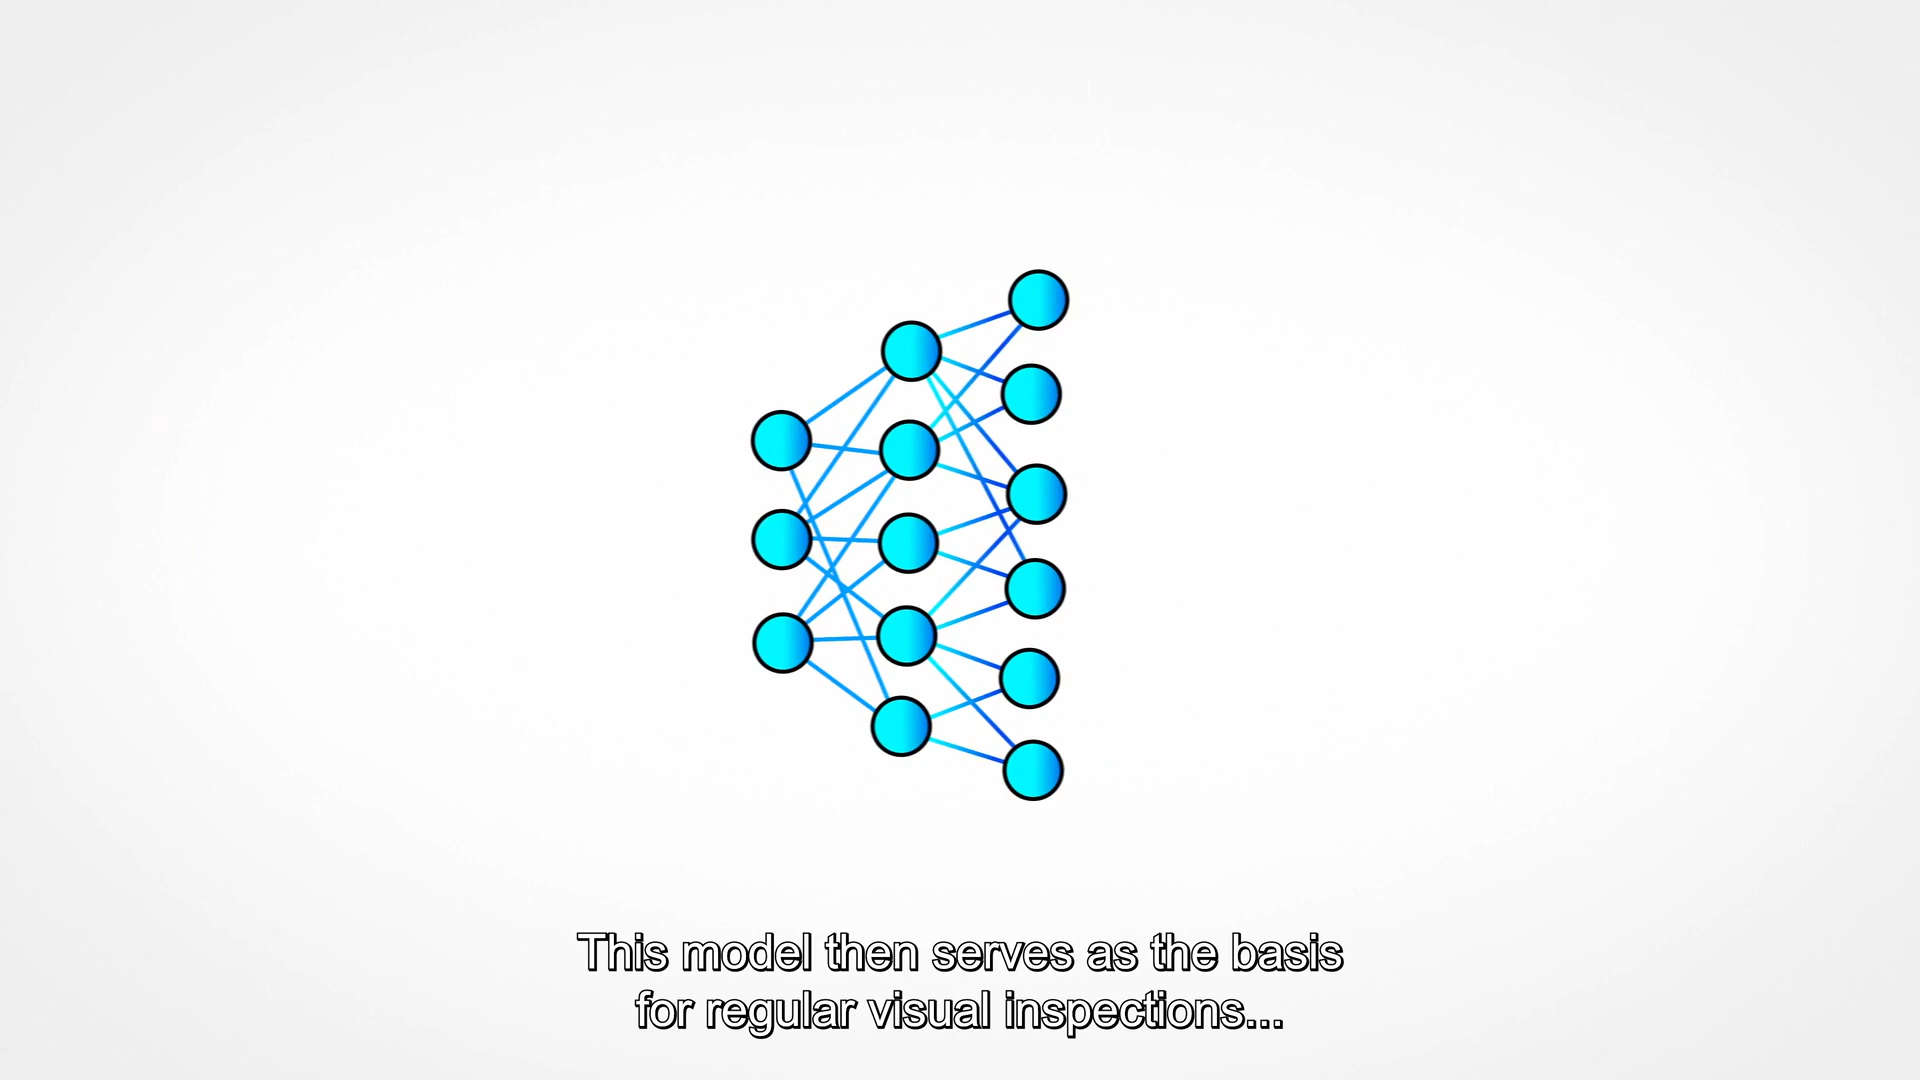 This model then serves as the basis
for regular visual inspections...